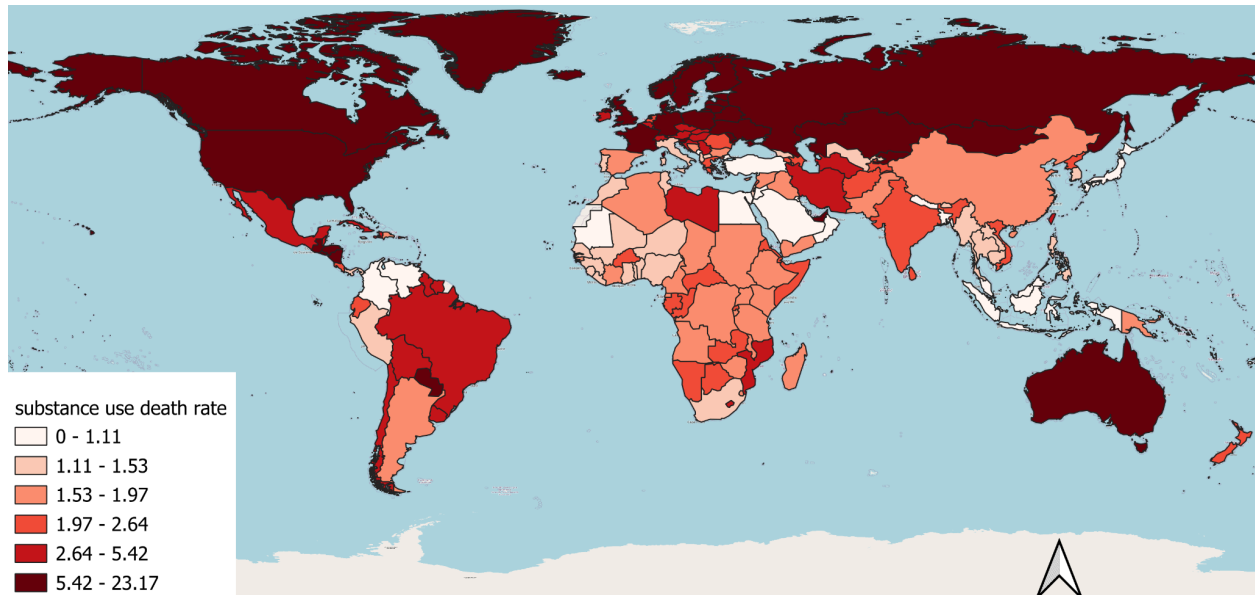 substance use death rate
0 - 1.11
1.11 - 1.53
1.53 - 1.97
1.97 - 2.64
2.64 - 5.42
5.42 - 23.17